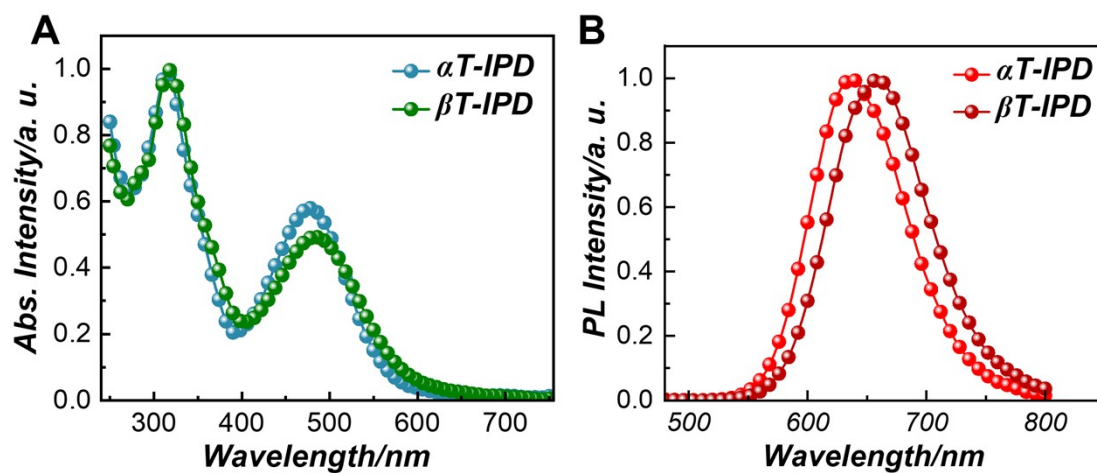 A
B
αT-IPD
βT-IPD
αT-IPD
βT-IPD
Abs. Intensity/a. u.
1.0
0.8
0.6
0.4
0.2
0.0
300 400 500 600 700
Wavelength/nm
PL Intensity/a. u.
1.0
0.8
0.6
0.4
0.2
0.0
500 600 700 800
Wavelength/nm